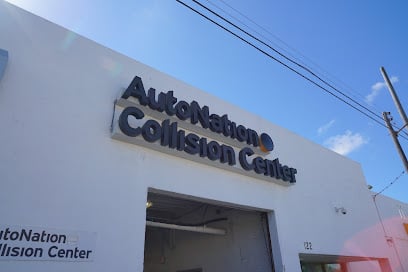 AutoNation
Collision Center
utoNation
llision Center
122